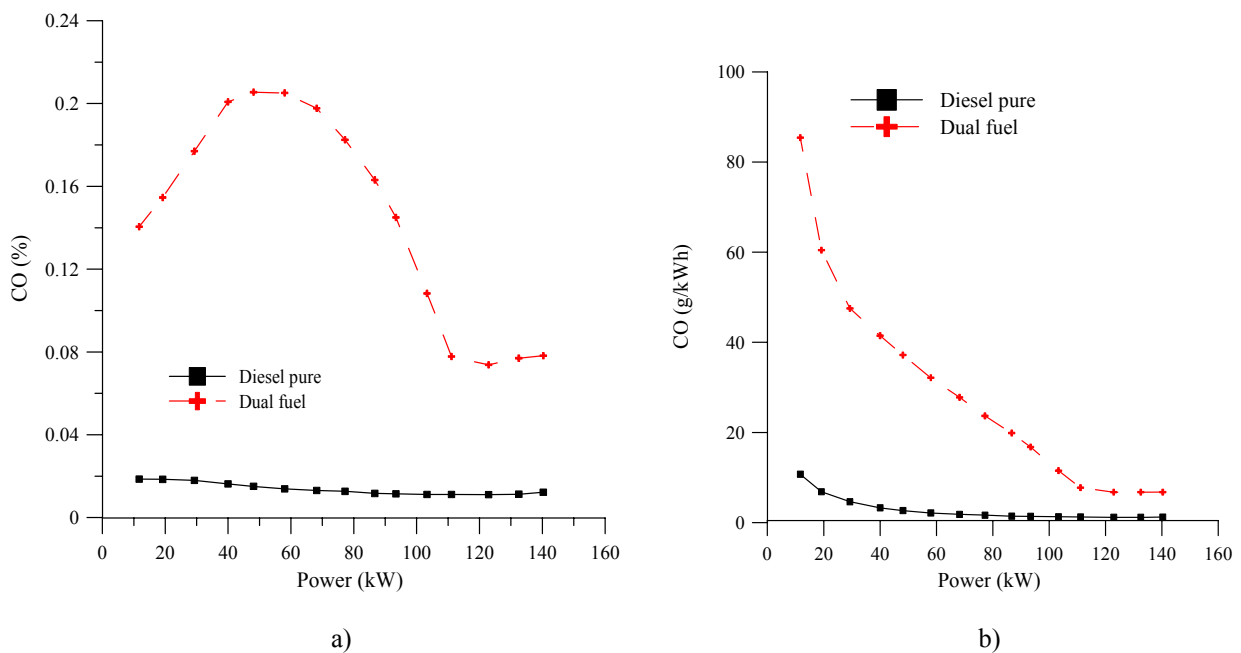 0.24
0.2
0.16
0.12
0.08
0.04
0
CO (%)
Diesel pure
Dual fuel
0 20 40 60 80 100 120 140 160
Power (kW)
a)
100
80
60
40
20
0
CO (g/kWh)
Diesel pure
Dual fuel
0 20 40 60 80 100 120 140 160
Power (kW)
b)